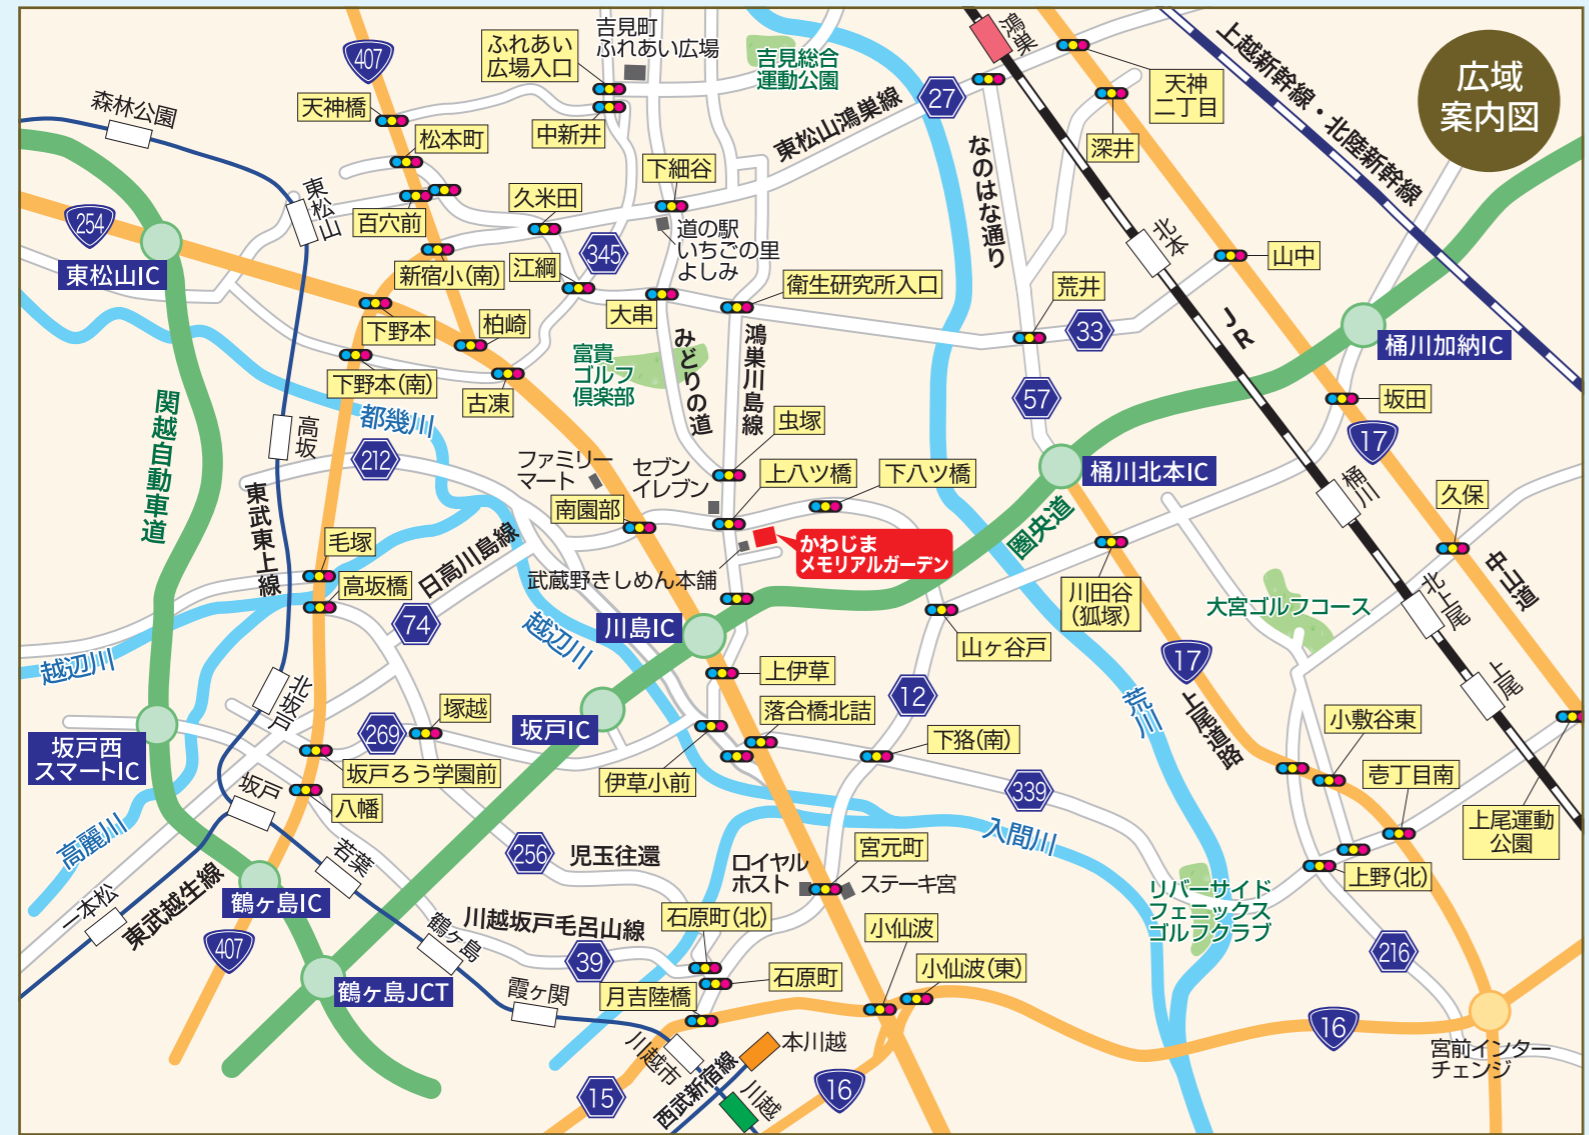 広域
案内図
吉見町
ふれあい広場
ふれあい
広場入口
吉見総合
運動公園
鴻巣
天神
二丁目
上越新幹線・北陸新幹線
407
27
天神橋
森林公園
松本町
中新井
東松山鴻巣線
深井
なのはな通り
下細谷
久米田
東松山
百穴前
254
東松山IC
新宿小(南)
江綱
345
道の駅
いちごの里
よしみ
大串
衛生研究所入口
北本
山中
荒井
33
JR
桶川加納IC
下野本
柏崎
下野本(南)
古凍
富貴
ゴルフ
倶楽部
みどりの道
鴻巣川島線
57
坂田
17
関越自動車道
都幾川
高坂
212
東武東上線
虫塚
ファミリー
マート
セブン
イレブン
上八ツ橋
下八ツ橋
桶川北本IC
桶川
久保
南園部
毛塚
日高川島線
高坂橋
74
かわじま
メモリアルガーデン
武蔵野きしめん本舗
圏央道
川田谷
(狐塚)
大宮ゴルフコース
北上尾
中山道
越辺川
越辺川
川島IC
山ヶ谷戸
17
上尾
上伊草
12
荒川
上尾道路
北坂戸
塚越
269
坂戸IC
落合橋北詰
下狢(南)
小敷谷東
坂戸西
スマートIC
坂戸ろう学園前
伊草小前
339
壱丁目南
坂戸
八幡
入間川
上尾運動
公園
高麗川
若葉
256
児玉往還
ロイヤル
ホスト
宮元町
ステーキ宮
上野(北)
リバーサイド
フェニックス
ゴルフクラブ
一本松
東武越生線
鶴ヶ島IC
407
川越坂戸毛呂山線
石原町(北)
小仙波
鶴ヶ島
39
216
鶴ヶ島JCT
霞ヶ関
月吉陸橋
石原町
小仙波(東)
16
宮前インター
チェンジ
川越市
本川越
西武新宿線
川越
15
16